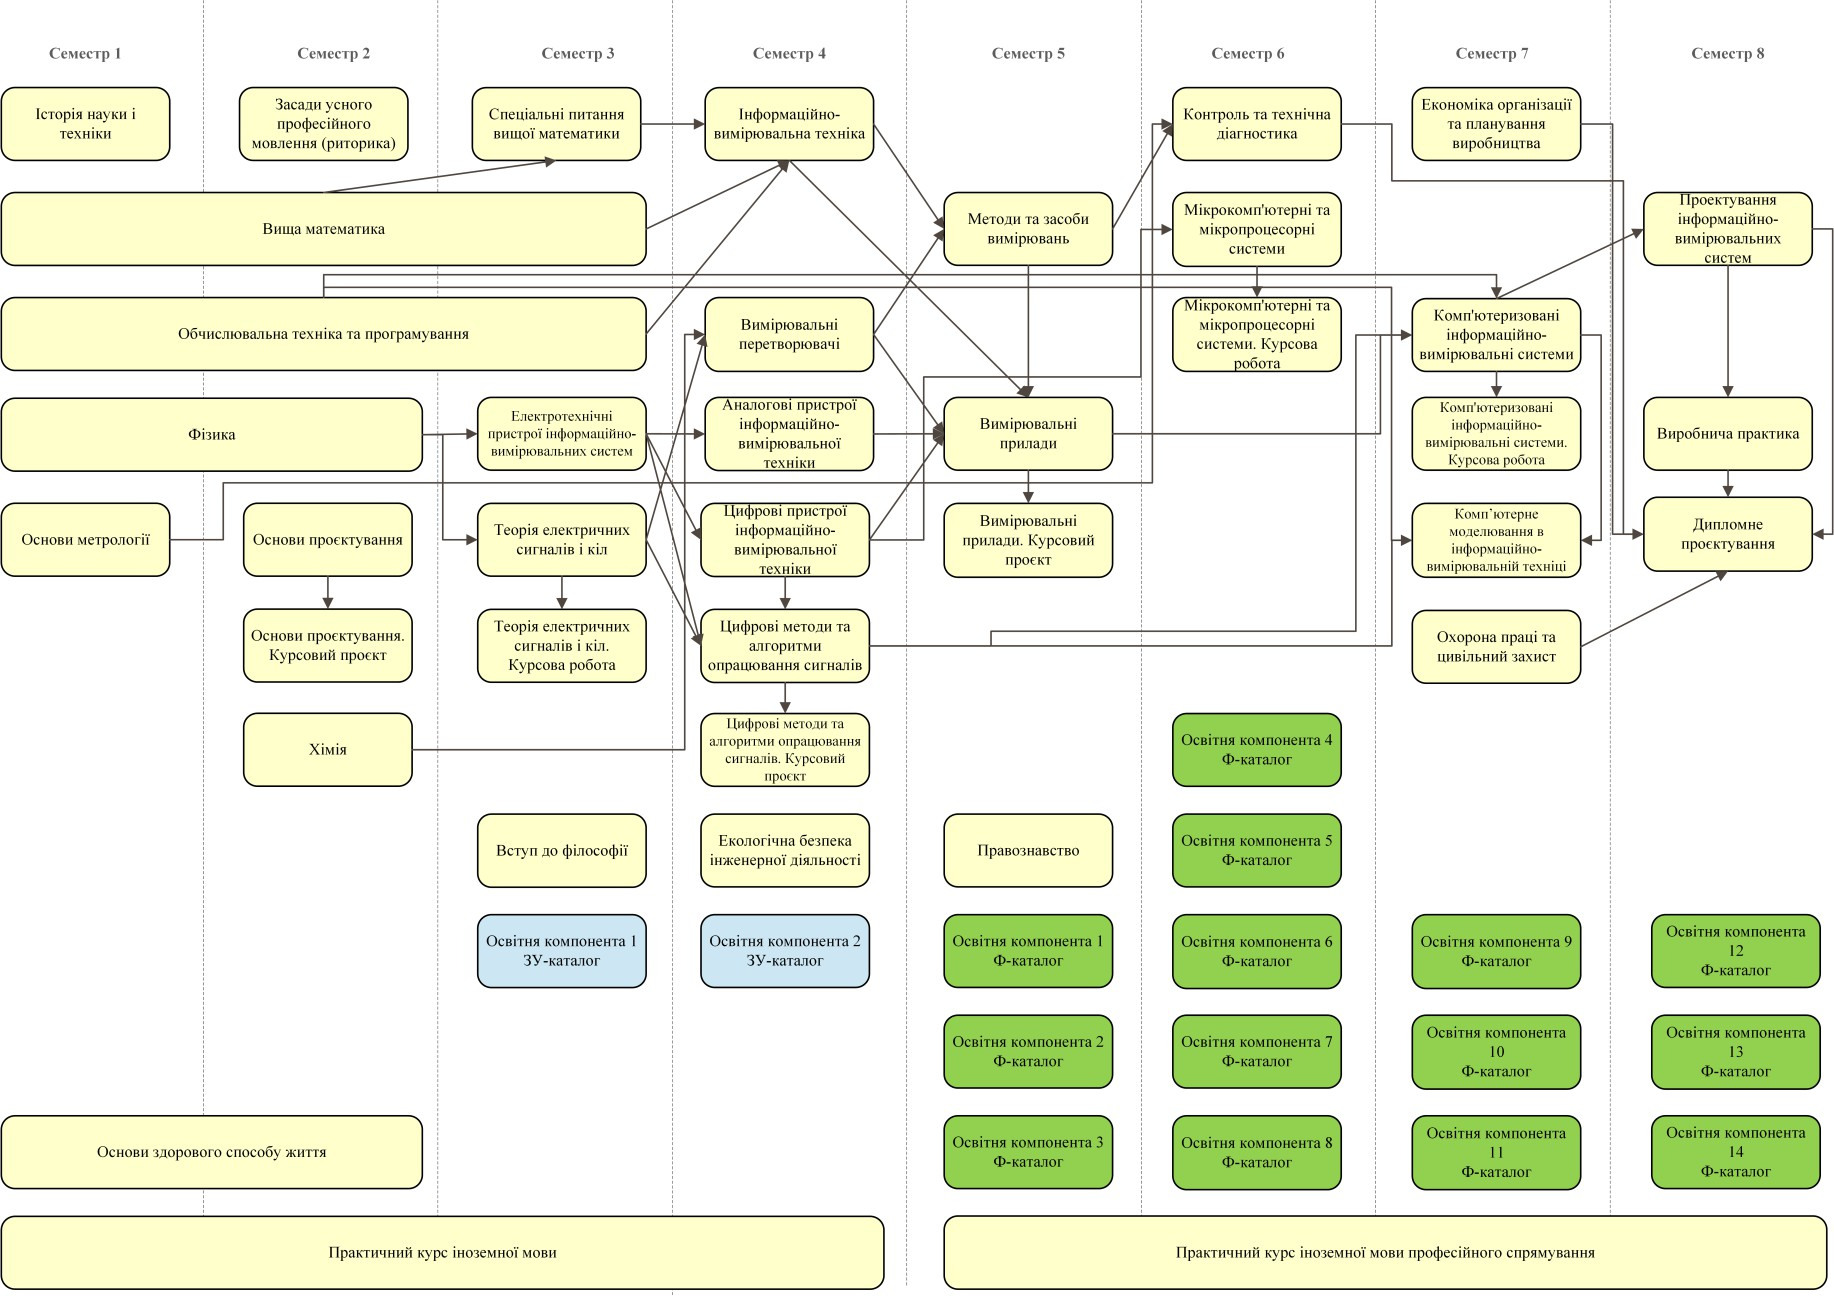 Семестр 1
Семестр 2
Семестр 3
Семестр 4
Семестр 5
Семестр 6
Семестр 7
Семестр 8
Історія науки і
техніки
Засади усного
професійного
мовлення (риторика)
Спеціальні питання
вищої математики
Інформаційно-
вимірювальна техніка
Контроль та технічна
діагностика
Економіка організації
та планування
виробництва
Вища математика
Методи та засоби
вимірювань
Мікрокомп'ютерні та
мікропроцесорні
системи
Проектування
інформаційно-
вимірювальних
систем
Обчислювальна техніка та програмування
Вимірювальні
перетворювачі
Мікрокомп'ютерні та
мікропроцесорні
системи. Курсова
робота
Комп'ютеризовані
інформаційно-
вимірювальні системи
Фізика
Електротехнічні
пристрої інформаційно-
вимірювальних систем
Аналогові пристрої
інформаційно-
вимірювальної
техніки
Вимірювальні
прилади
Комп'ютеризовані
інформаційно-
вимірювальні системи.
Курсова робота
Виробнича практика
Основи метрології
Основи проєктування
Теорія електричних
сигналів і кіл
Цифрові пристрої
інформаційно-
вимірювальної
техніки
Вимірювальні
прилади. Курсовий
проєкт
Комп’ютерне
моделювання в
інформаційно-
вимірювальній техніці
Дипломне
проєктування
Основи проєктування.
Курсовий проєкт
Теорія електричних
сигналів і кіл.
Курсова робота
Цифрові методи та
алгоритми
опрацювання сигналів
Охорона праці та
цивільний захист
Хімія
Цифрові методи та
алгоритми опрацювання
сигналів. Курсовий
проєкт
Освітня компонента 4
Ф-каталог
Вступ до філософії
Екологічна безпека
інженерної діяльності
Правознавство
Освітня компонента 5
Ф-каталог
Освітня компонента 1
ЗУ-каталог
Освітня компонента 2
ЗУ-каталог
Освітня компонента 1
Ф-каталог
Освітня компонента 6
Ф-каталог
Освітня компонента 9
Ф-каталог
Освітня компонента
12
Ф-каталог
Освітня компонента 2
Ф-каталог
Освітня компонента 7
Ф-каталог
Освітня компонента
10
Ф-каталог
Освітня компонента
13
Ф-каталог
Основи здорового способу життя
Освітня компонента 3
Ф-каталог
Освітня компонента 8
Ф-каталог
Освітня компонента
11
Ф-каталог
Освітня компонента
14
Ф-каталог
Практичний курс іноземної мови
Практичний курс іноземної мови професійного спрямування